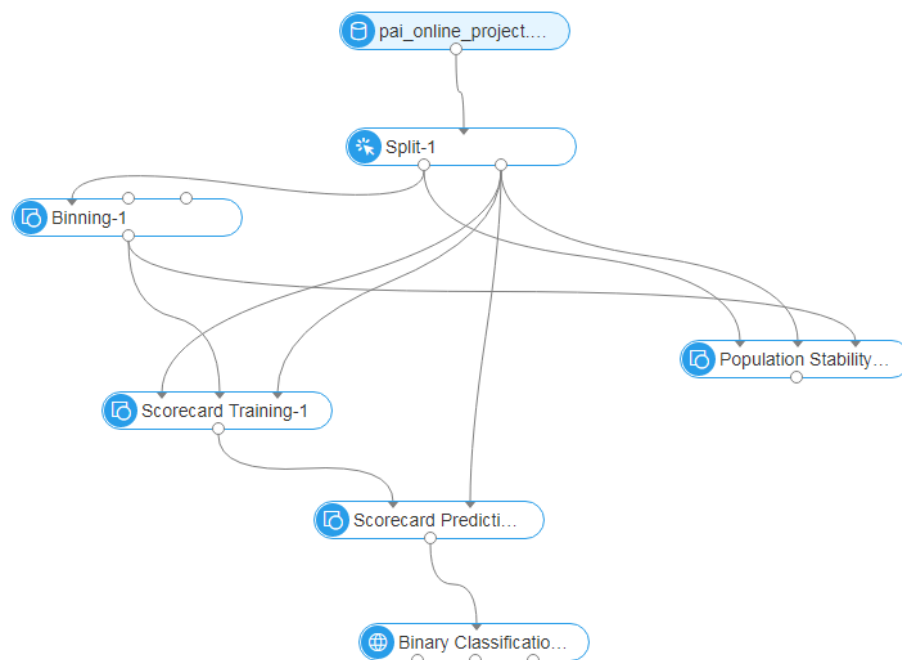 pai_online_project....
Split-1
Binning-1
Population Stability...
Scorecard Training-1
Scorecard Predicti...
Binary Classificatio...